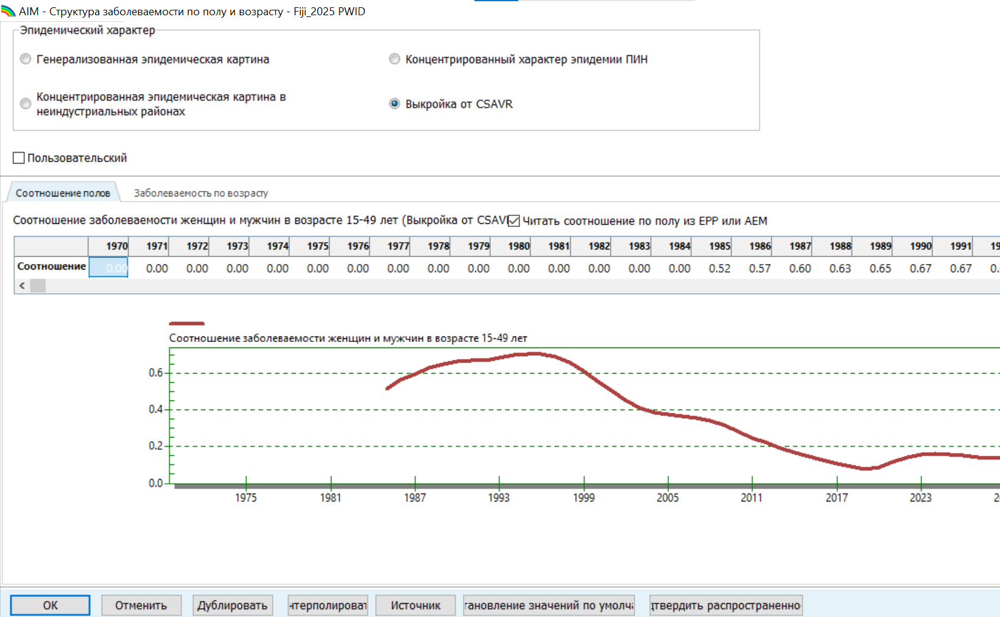 AIM - Структура заболеваемости по полу и возрасту - Fiji_2025 PWID
Эпидемический характер
Генерализованная эпидемическая картина
Концентрированный характер эпидемии ПИН
Концентрированная эпидемическая картина в
неиндустриальных районах
Выкройка от CSAVR
Пользовательский
Соотношение полов
Заболеваемость по возрасту
Соотношение заболеваемости женщин и мужчин в возрасте 15-49 лет (Выкройка от CSAV
Читать соотношение по полу из EPP или AEM
1970 1971 1972 1973 1974 1975 1976 1977 1978 1979 1980 1981 1982 1983 1984 1985 1986 1987 1988 1989 1990 1991 19
Соотношение 0.00 0.00 0.00 0.00 0.00 0.00 0.00 0.00 0.00 0.00 0.00 0.00 0.00 0.00 0.00 0.52 0.57 0.60 0.63 0.65 0.67 0.67 0.
Соотношение заболеваемости женщин и мужчин в возрасте 15-49 лет
0.6
0.4
0.2
0.0
1975 1981 1987 1993 1999 2005 2011 2017 2023 2
ОК Отменить Дублировать нтерполироват Источник тановление значений по умолча дтвердить распространенно